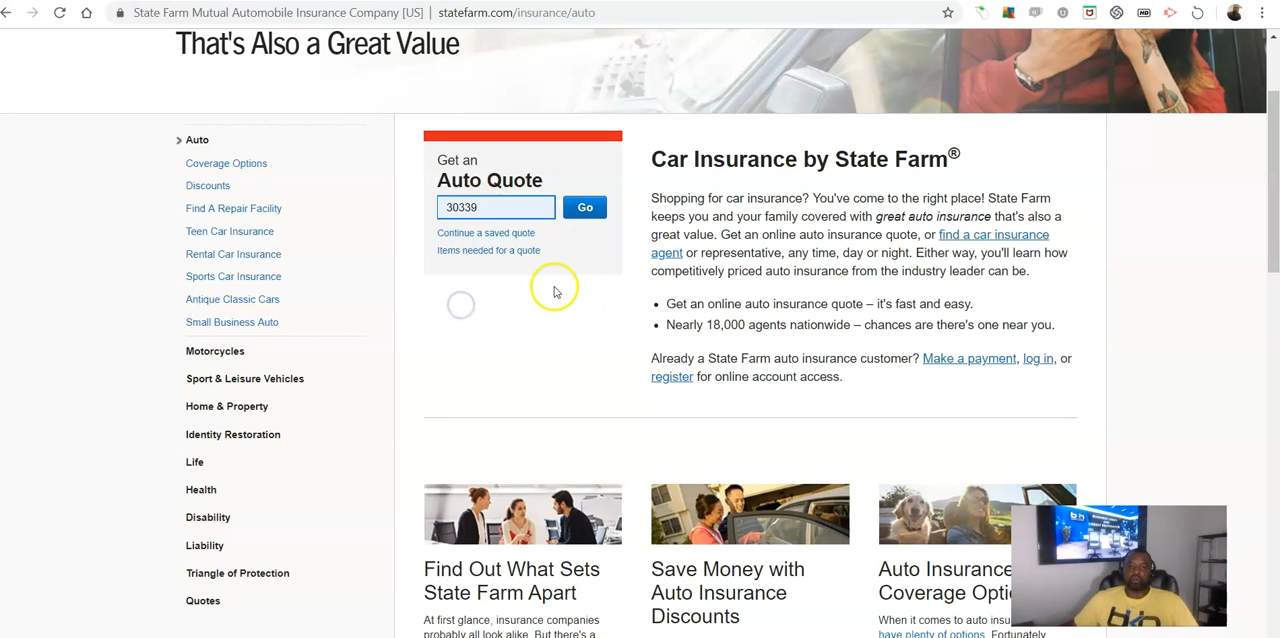 State Farm Mutual Automobile Insurance Company [US] | statefarm.com/insurance/auto
HD
That's Also a Great Value
Auto
Coverage Options
Discounts
Find A Repair Facility
Teen Car Insurance
Rental Car Insurance
Sports Car Insurance
Antique Classic Cars
Small Business Auto
Motorcycles
Sport & Leisure Vehicles
Home & Property
Identity Restoration
Life
Health
Disability
Liability
Triangle of Protection
Quotes
Get an
Auto Quote
30339
Go
Continue a saved quote
Items needed for a quote
Car Insurance by State Farm®
Shopping for car insurance? You've come to the right place! State Farm
keeps you and your family covered with great auto insurance that's also a
great value. Get an online auto insurance quote, or find a car insurance
agent or representative, any time, day or night. Either way, you'll learn how
competitively priced auto insurance from the industry leader can be.
• Get an online auto insurance quote – it's fast and easy.
• Nearly 18,000 agents nationwide – chances are there's one near you.
Already a State Farm auto insurance customer? Make a payment, log in, or
register for online account access.
Find Out What Sets
State Farm Apart
At first glance, insurance companies
probably all look alike. But there's a
Save Money with
Auto Insurance
Discounts
Auto Insurance
Coverage Opti
When it comes to auto insu
have plenty of options. Fortunately